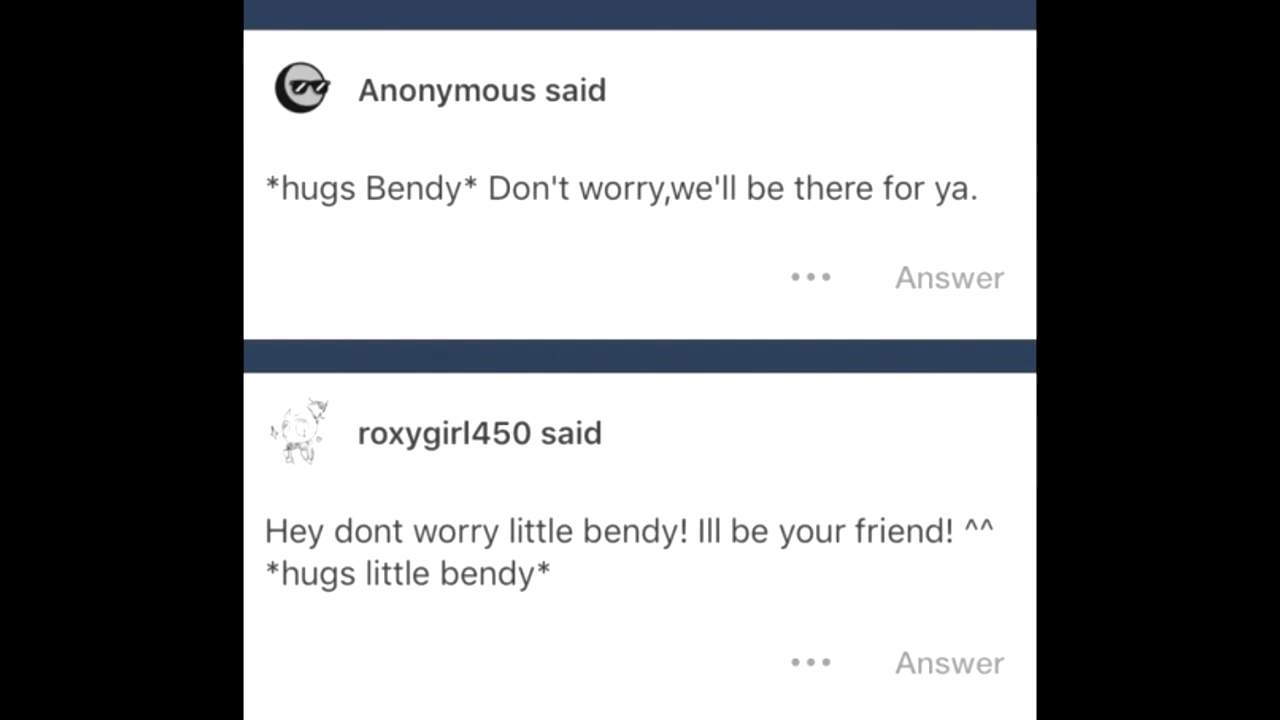 Anonymous said
*hugs Bendy* Don't worry,we'll be there for ya.
••• Answer
roxygirl450 said
Hey dont worry little bendy! Ill be your friend! ^^
*hugs little bendy*
••• Answer